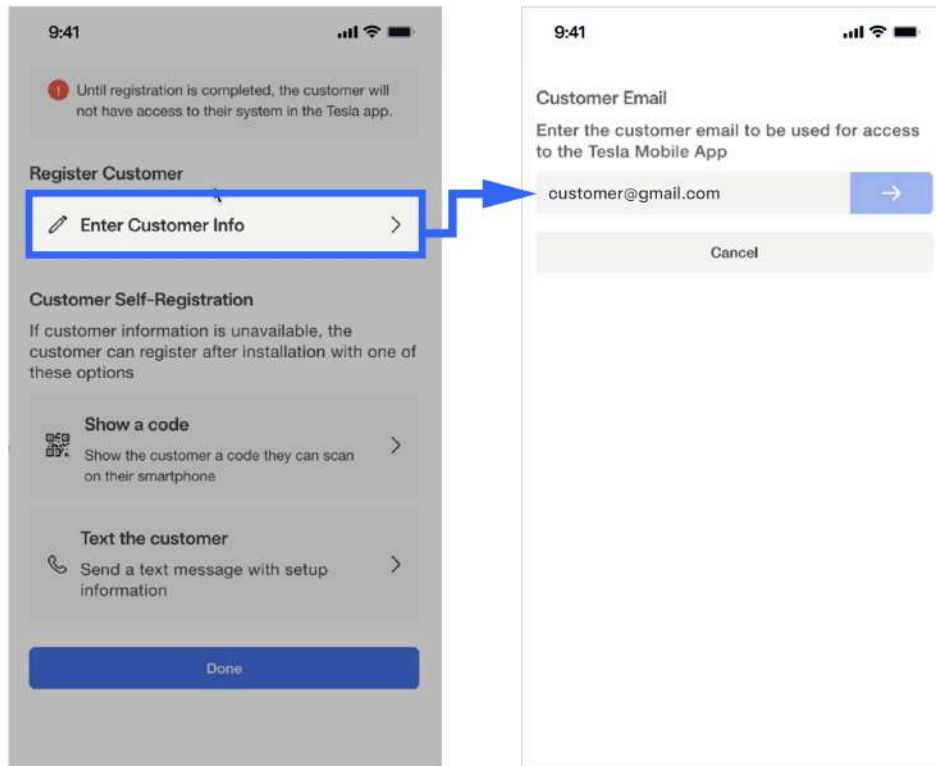 9:41
Until registration is completed, the customer will
not have access to their system in the Tesla app.
Register Customer
Enter Customer Info
Customer Self-Registration
If customer information is unavailable, the
customer can register after installation with one of
these options
Show a code
Show the customer a code they can scan
on their smartphone
Text the customer
Send a text message with setup
information
Done
9:41
Customer Email
Enter the customer email to be used for access
to the Tesla Mobile App
customer@gmail.com
Cancel